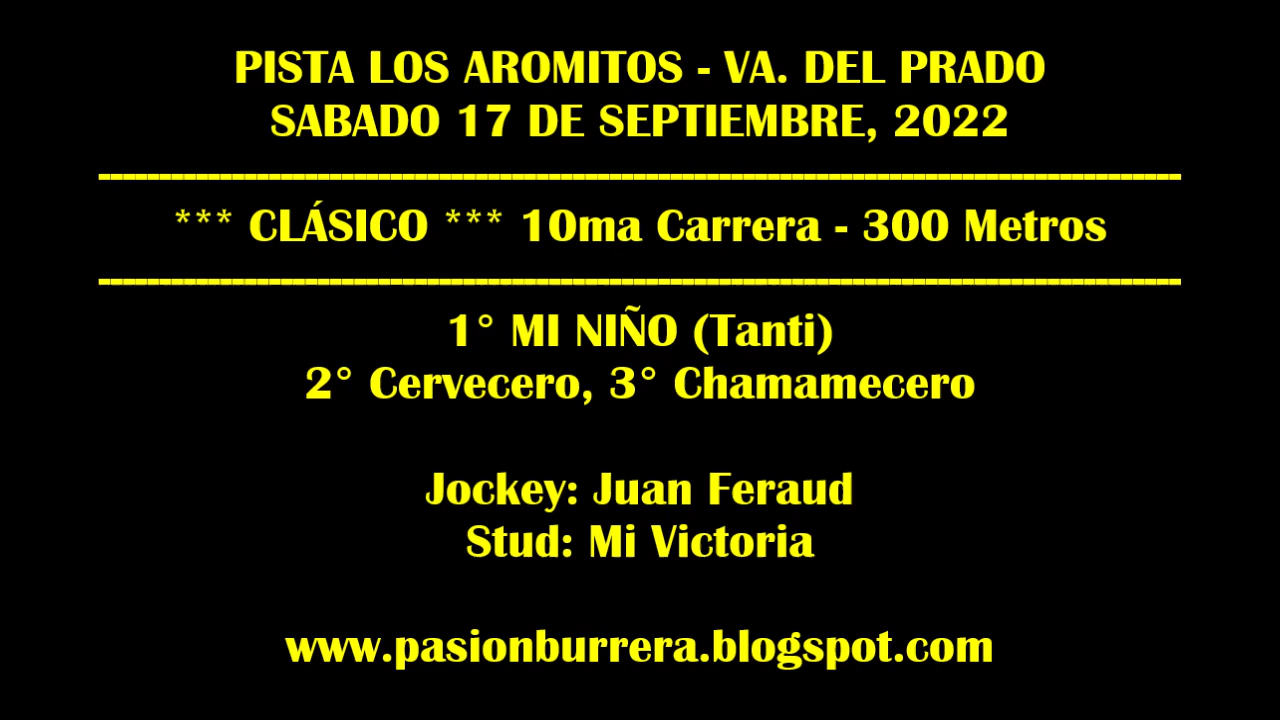 PISTA LOS AROMITOS - VA. DEL PRADO
SABADO 17 DE SEPTIEMBRE, 2022
------------------------------------------------------------------------------------------
*** CLÁSICO *** 10ma Carrera - 300 Metros
------------------------------------------------------------------------------------------
1° MI NIÑO (Tanti)
2° Cervecero, 3° Chamamecero
Jockey: Juan Feraud
Stud: Mi Victoria
www.pasionburrera.blogspot.com